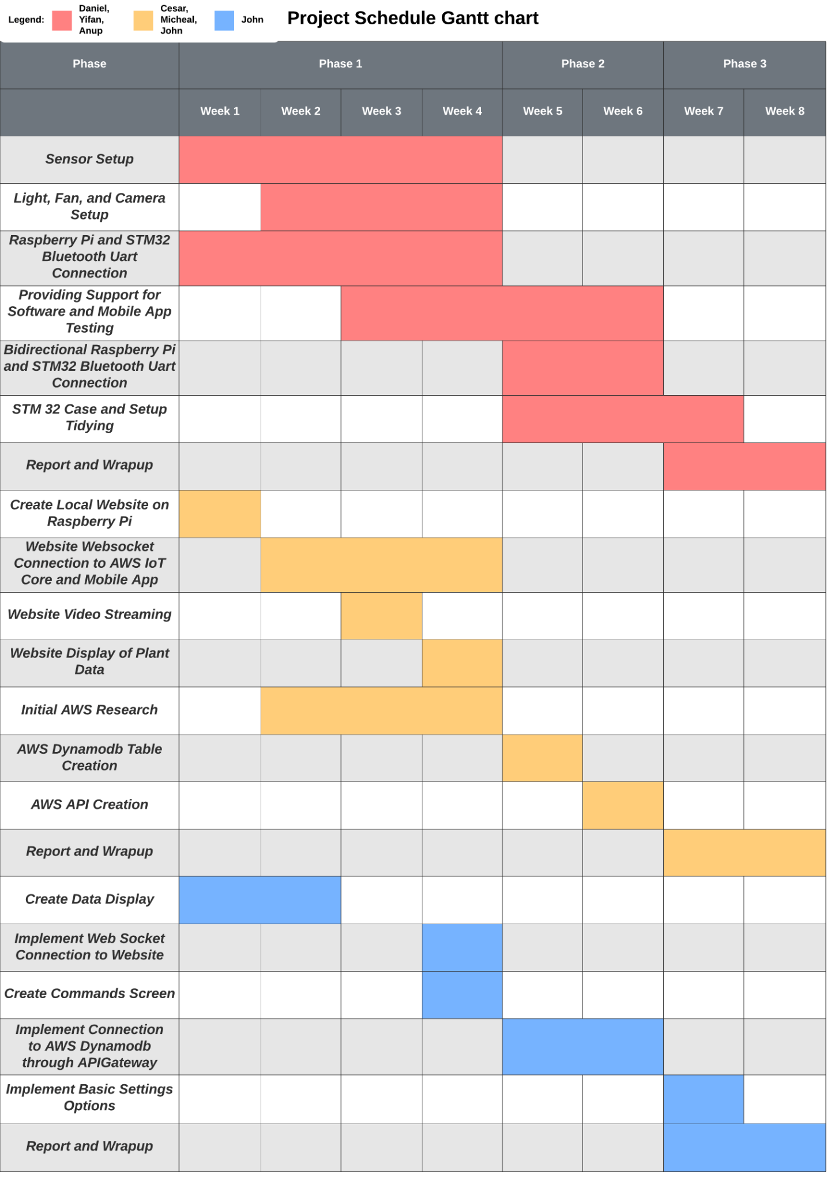 Legend:
Daniel,
Yifan,
Anup
Cesar,
Micheal,
John
John
Project Schedule Gantt chart
Phase
Phase 1
Phase 2
Phase 3
Week 1
Week 2
Week 3
Week 4
Week 5
Week 6
Week 7
Week 8
Sensor Setup
Light, Fan, and Camera
Setup
Raspberry Pi and STM32
Bluetooth Uart
Connection
Providing Support for
Software and Mobile App
Testing
Bidirectional Raspberry Pi
and STM32 Bluetooth Uart
Connection
STM 32 Case and Setup
Tidying
Report and Wrapup
Create Local Website on
Raspberry Pi
Website Websocket
Connection to AWS IoT
Core and Mobile App
Website Video Streaming
Website Display of Plant
Data
Initial AWS Research
AWS Dynamodb Table
Creation
AWS API Creation
Report and Wrapup
Create Data Display
Implement Web Socket
Connection to Website
Create Commands Screen
Implement Connection
to AWS Dynamodb
through APIGateway
Implement Basic Settings
Options
Report and Wrapup